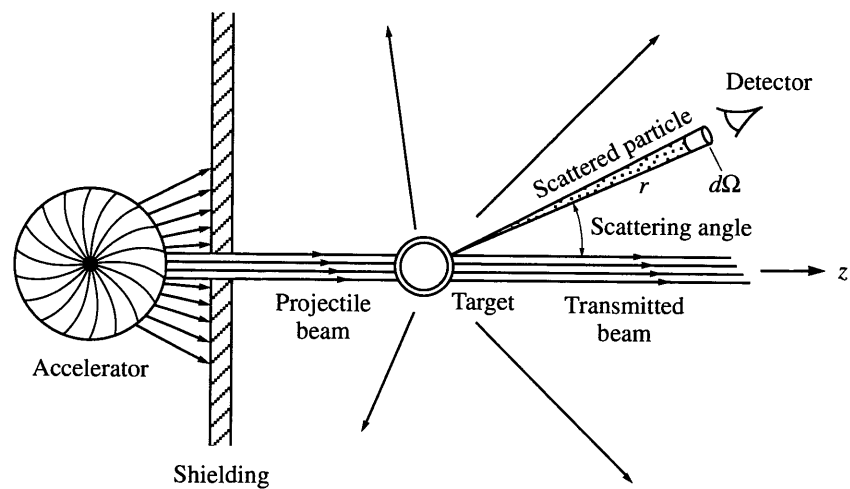 Detector
Scattered particle
r
dΩ
Scattering angle
z
Projectile
beam
Target
Transmitted
beam
Accelerator
Shielding